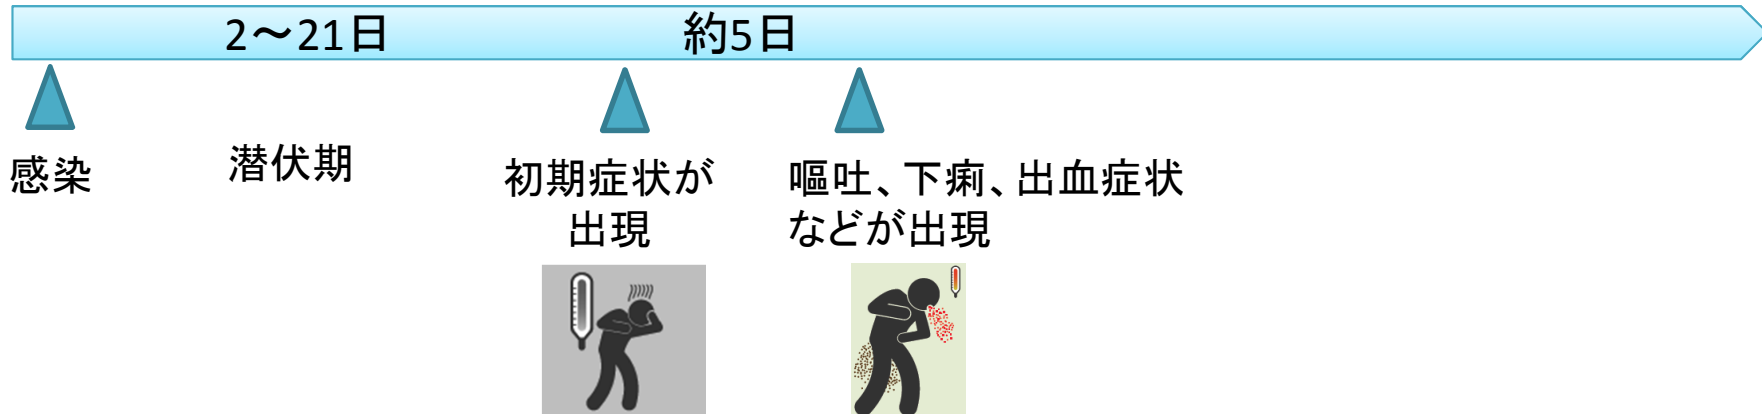 2～21日
約5日
感染
潜伏期
初期症状が
出現
嘔吐、下痢、出血症状
などが出現